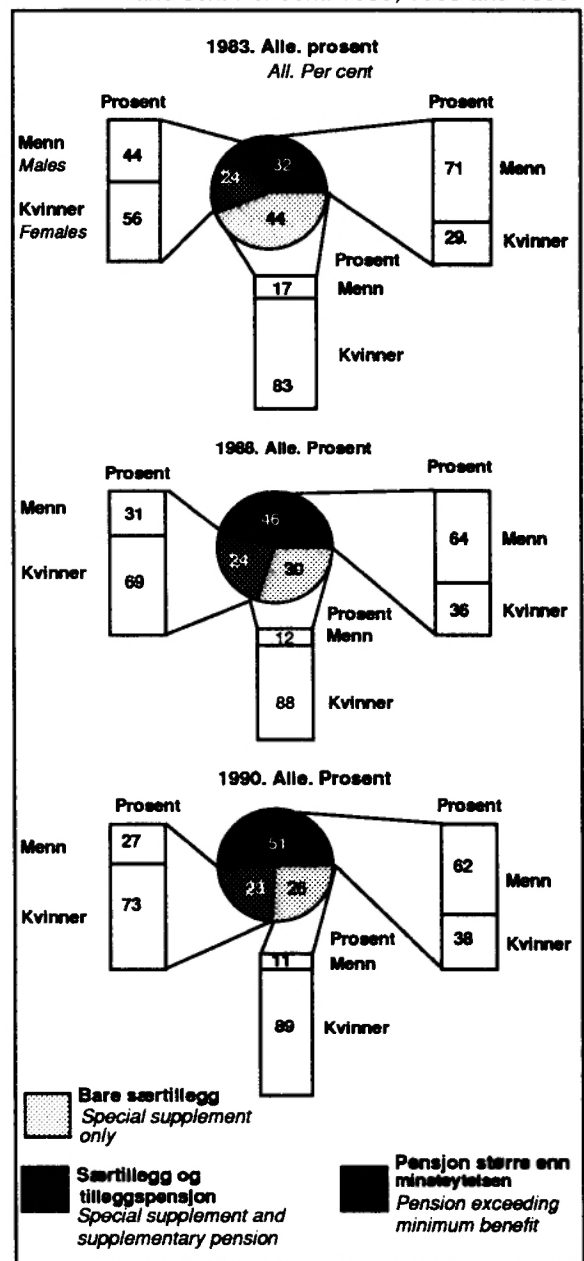 1983. Alle. prosent
All. Per cent
Prosent
Prosent
Menn
Males
44
Kvinner
Females
56
24
32
44
71
Menn
29.
Kvinner
Prosent
17
Menn
Kvinner
83
1988. Alle. Prosent
Prosent
Prosent
Menn
31
Kvinner
69
46
24
30
64
Menn
36
Kvinner
Prosent
12
Menn
88
Kvinner
1990. Alle. Prosent
Prosent
Prosent
Menn
27
Kvinner
73
51
23
26
62
Menn
38
Kvinner
Prosent
11
Menn
89
Kvinner
Bare særtillegg
Special supplement
only
Særtillegg og
tilleggspensjon
Special supplement and
supplementary pension
Pensjon større enn
minsteytelsen
Pension exceeding
minimum benefit